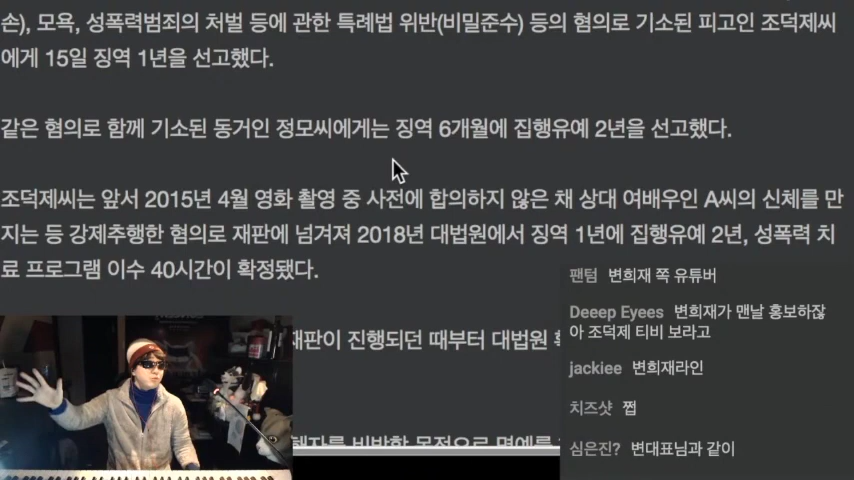 손), 모욕, 성폭력범죄의 처벌 등에 관한 특례법 위반(비밀준수) 등의 혐의로 기소된 피고인 조덕제씨
에게 15일 징역 1년을 선고했다.
같은 혐의로 함께 기소된 동거인 정모씨에게는 징역 6개월에 집행유예 2년을 선고했다.
조덕제씨는 앞서 2015년 4월 영화 촬영 중 사전에 합의하지 않은 채 상대 여배우인 A씨의 신체를 만
지는 등 강제추행한 혐의로 재판에 넘겨져 2018년 대법원에서 징역 1년에 집행유예 2년, 성폭력 치
료 프로그램 이수 40시간이 확정됐다.
재판이 진행되던 때부터 대법원
비방할 목적으로 명예를
팬텀 변희재 쪽 유튜버
Deeep Eyees 변희재가 맨날 홍보하잖
아 조덕제 티비 보라고
jackiee 변희재라인
치즈샷 쩝
심은진? 변대표님과 같이